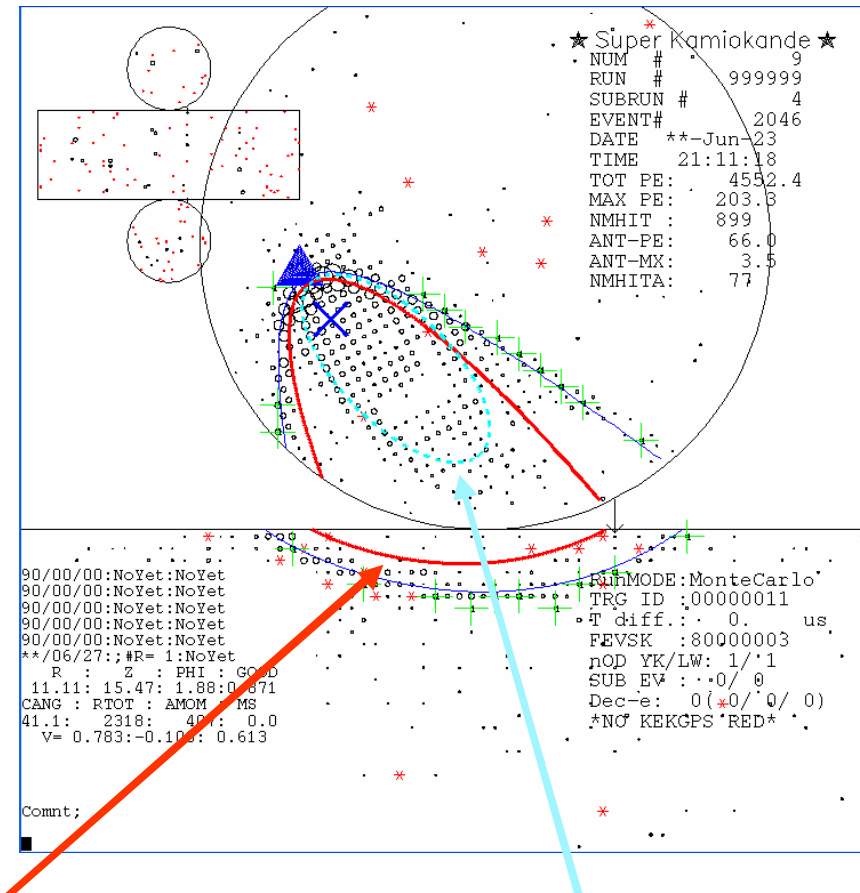 ★ Super Kamiokande ★
NUM # 9
RUN # 999999
SUBRUN # 4
EVENT# 2046
DATE **-Jun-23
TIME 21:11:18
TOT PE: 4552.4
MAX PE: 203.3
NMHIT : 899
ANT-PE: 66.0
ANT-MX: 3.5
NMHITA: 77
90/00/00:NoYet:NoYet
90/00/00:NoYet:NoYet
90/00/00:NoYet:NoYet
90/00/00:NoYet:NoYet
90/00/00:NoYet:NoYet
**/06/27:;#R= 1:NoYet
R : Z : PHI : GOOD
11.11: 15.47: 1.88:
CANG : RTOT : AMOM : MS
41.1: 2318: 0.0
V= 0.783: 0.613
Comnt;
RunMODE:MonteCarlo
TRG ID :00000011
T diff.: 0. us
FEVSK :80000003
nOD YK/LW: 1/ 1
SUB EV : 0/ 0
Dec-e: 0( 0/ 0/ 0)
*NO KEKGPS RED*